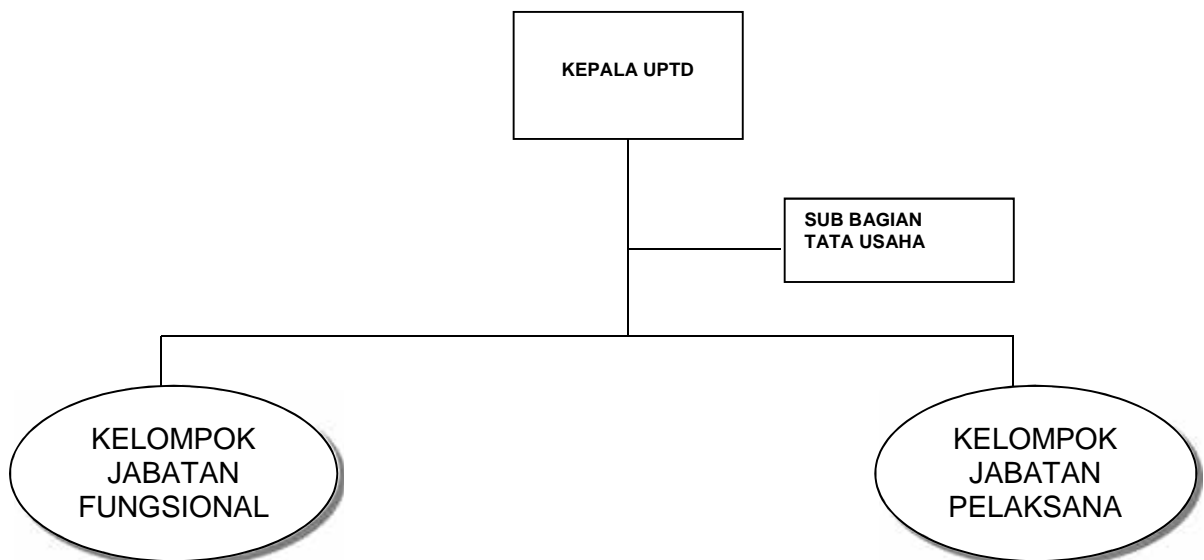 KEPALA UPTD
SUB BAGIAN
TATA USAHA
KELOMPOK
JABATAN
FUNGSIONAL
KELOMPOK
JABATAN
PELAKSANA